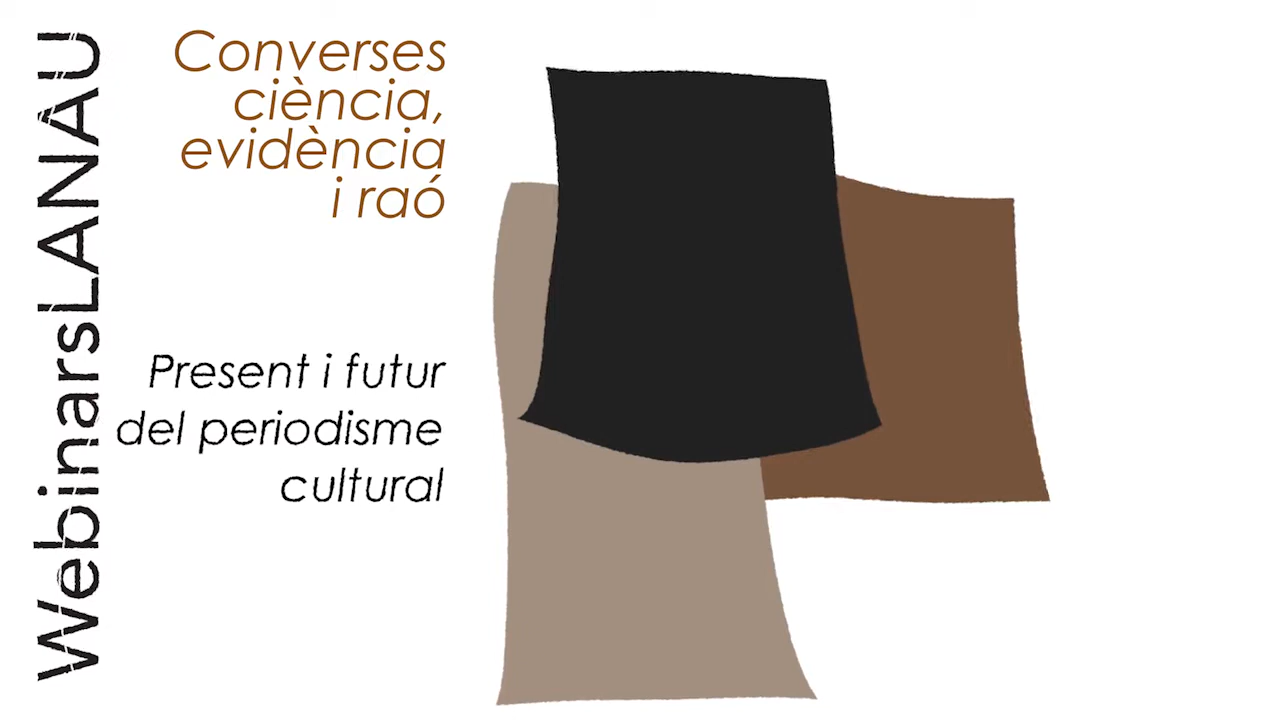 WebinarsLANAU
Converses
ciència,
evidència
i raó
Present i futur
del periodisme
cultural